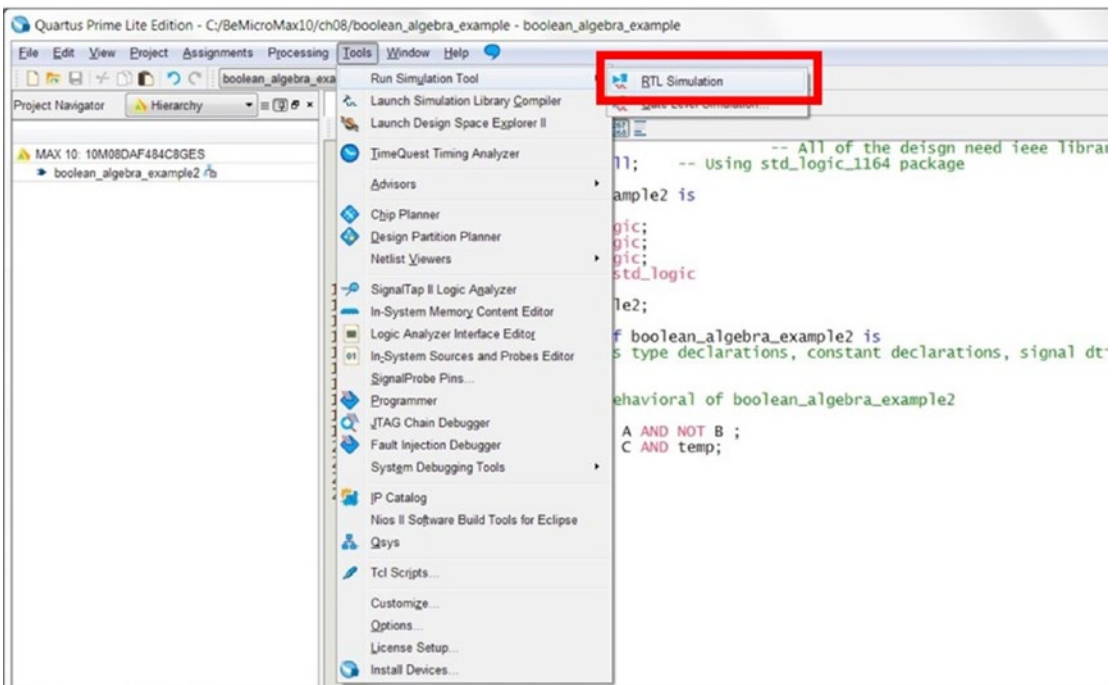 Quartus Prime Lite Edition - C:/BeMicroMax10/ch08/boolean_algebra_example - boolean_algebra_example
File Edit View Project Assignments Processing Tools Window Help
boolean_algebra_exa
Project Navigator Hierarchy
MAX 10: 10M08DAF484C8GES
boolean_algebra_example2
Run Simulation Tool
Launch Simulation Library Compiler
Launch Design Space Explorer II
TimeQuest Timing Analyzer
Advisors
Chip Planner
Design Partition Planner
Netlist Viewers
SignalTap II Logic Analyzer
In-System Memory Content Editor
Logic Analyzer Interface Editor
In-System Sources and Probes Editor
SignalProbe Pins...
Programmer
JTAG Chain Debugger
Fault Injection Debugger
System Debugging Tools
IP Catalog
Nios II Software Build Tools for Eclipse
Qsys
Tcl Scripts...
Customize...
Options...
License Setup...
Install Devices...
RTL Simulation
Gate Level Simulation...
-- All of the deisgn need ieee librar
ll; -- Using std_logic_1164 package
ample2 is
gic;
gic;
gic;
std_logic
le2;
f boolean_algebra_example2 is
s type declarations, constant declarations, signal dt
ehavioral of boolean_algebra_example2
A AND NOT B ;
C AND temp;